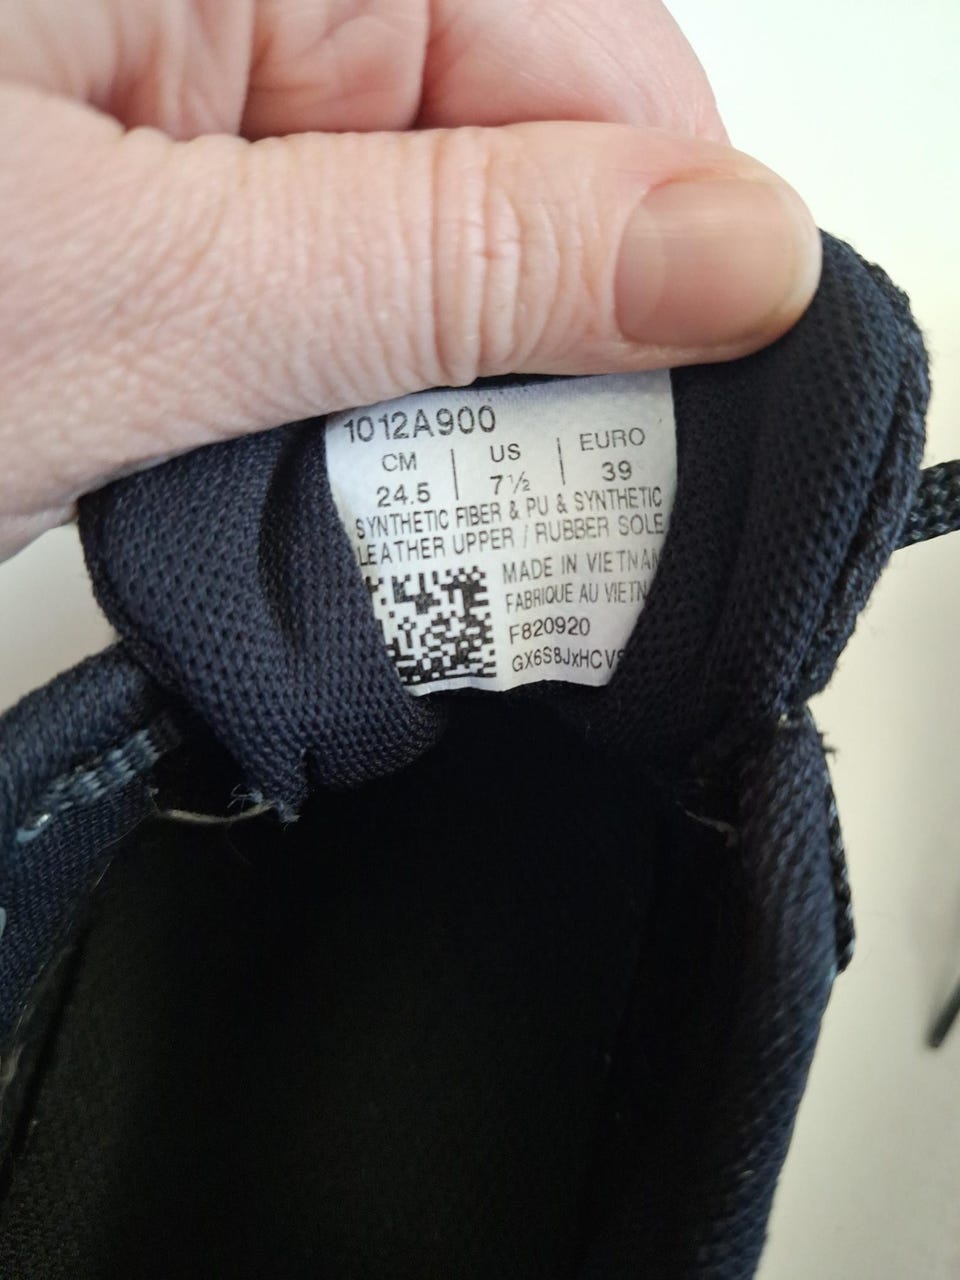 1012A900
CM | US | EURO
24.5 | 7½ | 39
SYNTHETIC FIBER & PU & SYNTHETIC
LEATHER UPPER / RUBBER SOLE
MADE IN VIETNAM
FABRIQUE AU VIETN
F820920